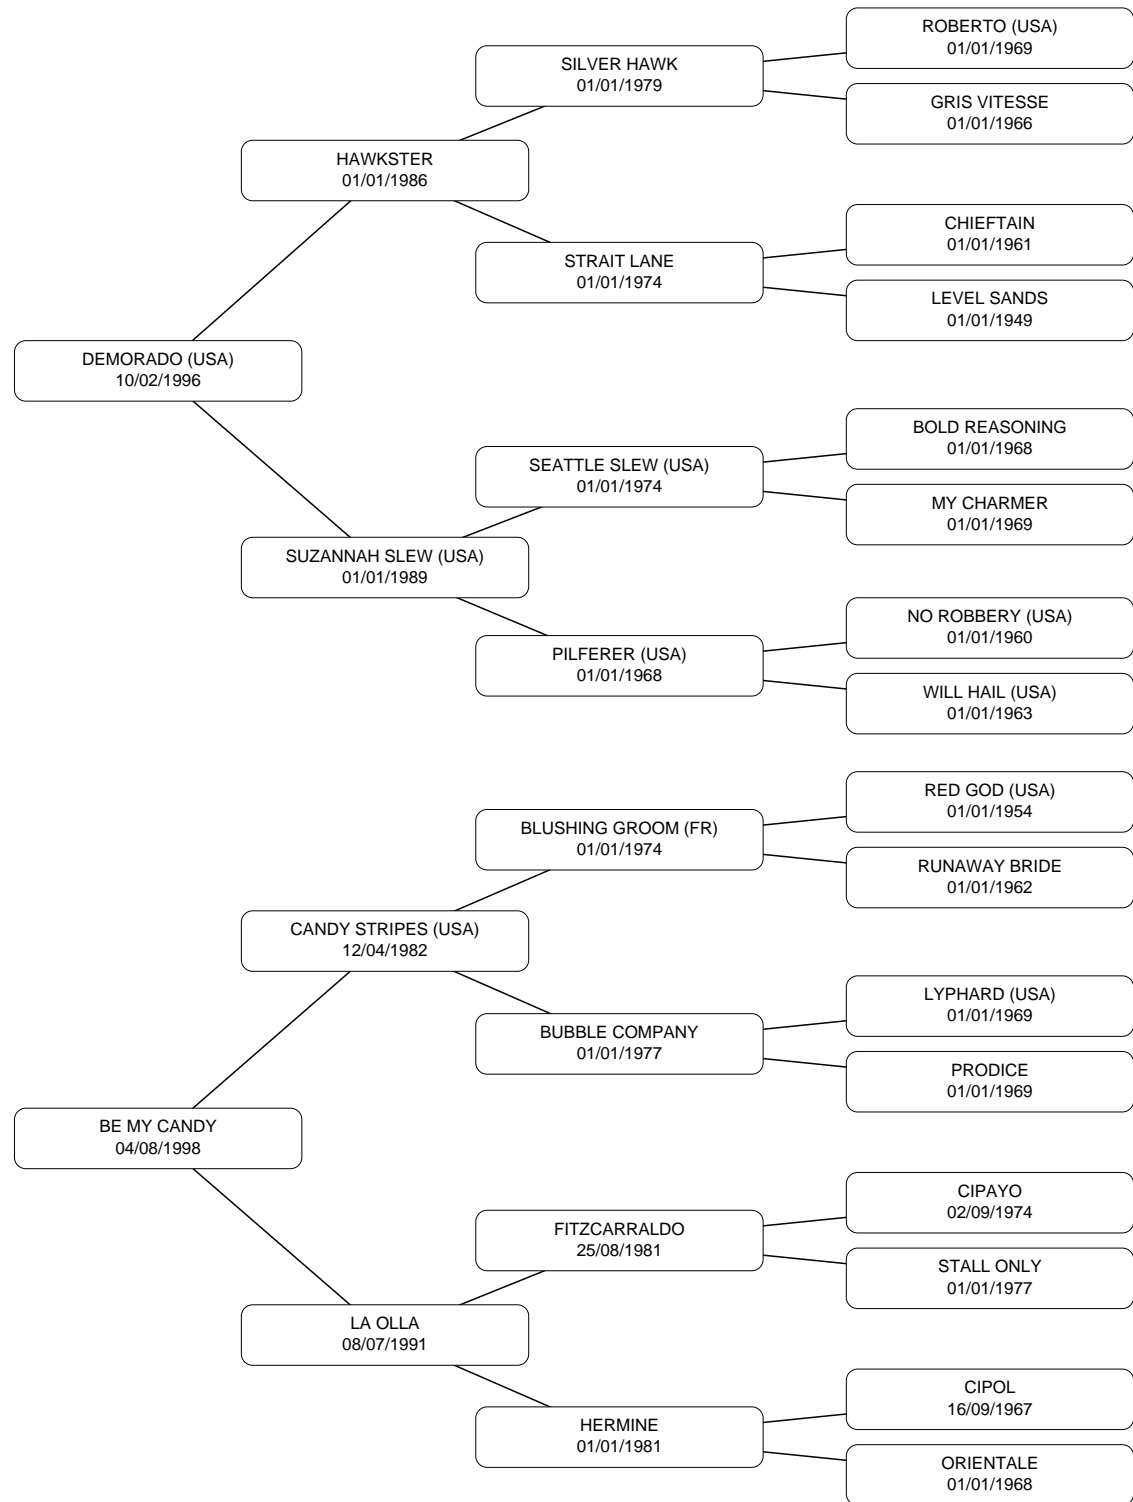 ROBERTO (USA)
01/01/1969
SILVER HAWK
01/01/1979
GRIS VITESSE
01/01/1966
HAWKSTER
01/01/1986
CHIEFTAIN
01/01/1961
STRAIT LANE
01/01/1974
LEVEL SANDS
01/01/1949
DEMORADO (USA)
10/02/1996
BOLD REASONING
01/01/1968
SEATTLE SLEW (USA)
01/01/1974
MY CHARMER
01/01/1969
SUZANNAH SLEW (USA)
01/01/1989
NO ROBBERY (USA)
01/01/1960
PILFERER (USA)
01/01/1968
WILL HAIL (USA)
01/01/1963
RED GOD (USA)
01/01/1954
BLUSHING GROOM (FR)
01/01/1974
RUNAWAY BRIDE
01/01/1962
CANDY STRIPES (USA)
12/04/1982
LYPHARD (USA)
01/01/1969
BUBBLE COMPANY
01/01/1977
PRODICE
01/01/1969
BE MY CANDY
04/08/1998
CIPAYO
02/09/1974
FITZCARRALDO
25/08/1981
STALL ONLY
01/01/1977
LA OLLA
08/07/1991
CIPOL
16/09/1967
HERMINE
01/01/1981
ORIENTALE
01/01/1968